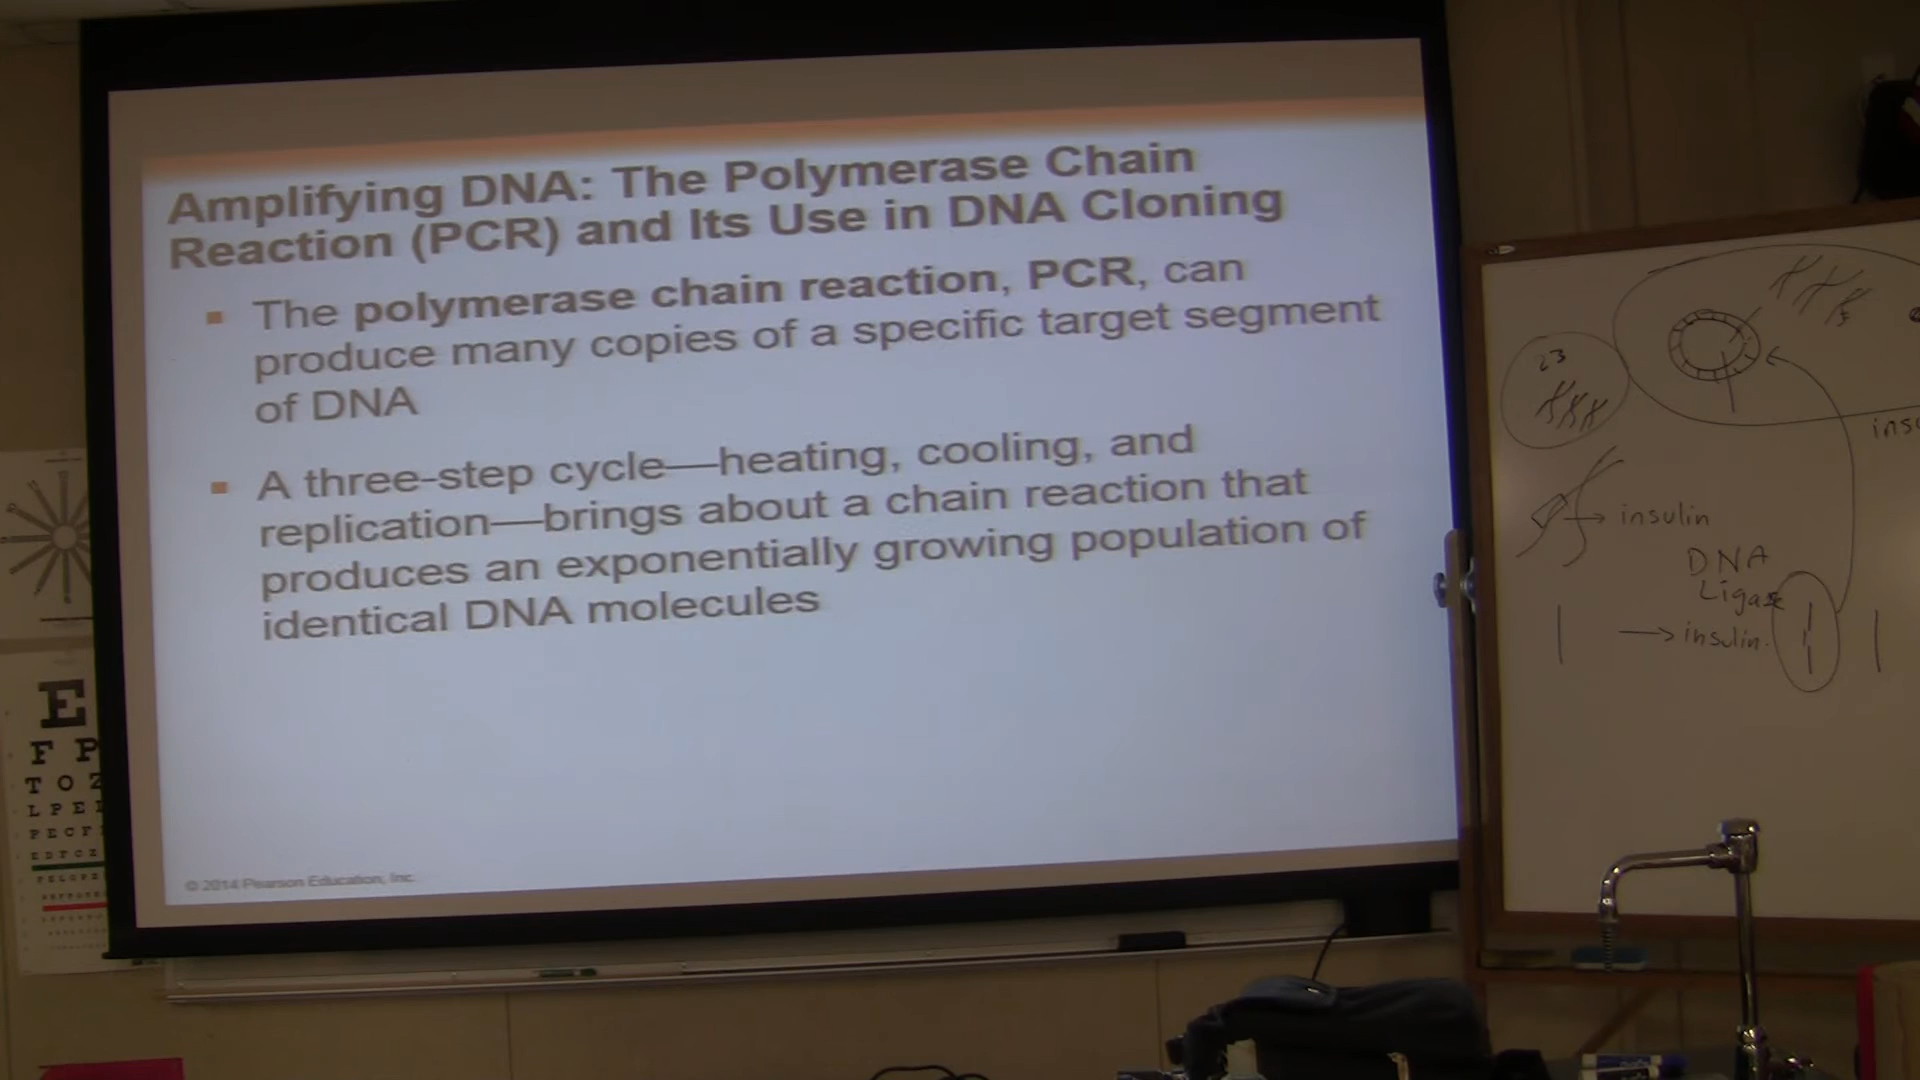 Amplifying DNA: The Polymerase Chain
Reaction (PCR) and Its Use in DNA Cloning
The polymerase chain reaction, PCR, can
produce many copies of a specific target segment
of DNA
A three-step cycle—heating, cooling, and
replication—brings about a chain reaction that
produces an exponentially growing population of
identical DNA molecules
© 2014 Pearson Education, Inc.
23
insulin
DNA
Ligase
insulin
E
F P
T O Z
L P E
P E C F
E D F C Z